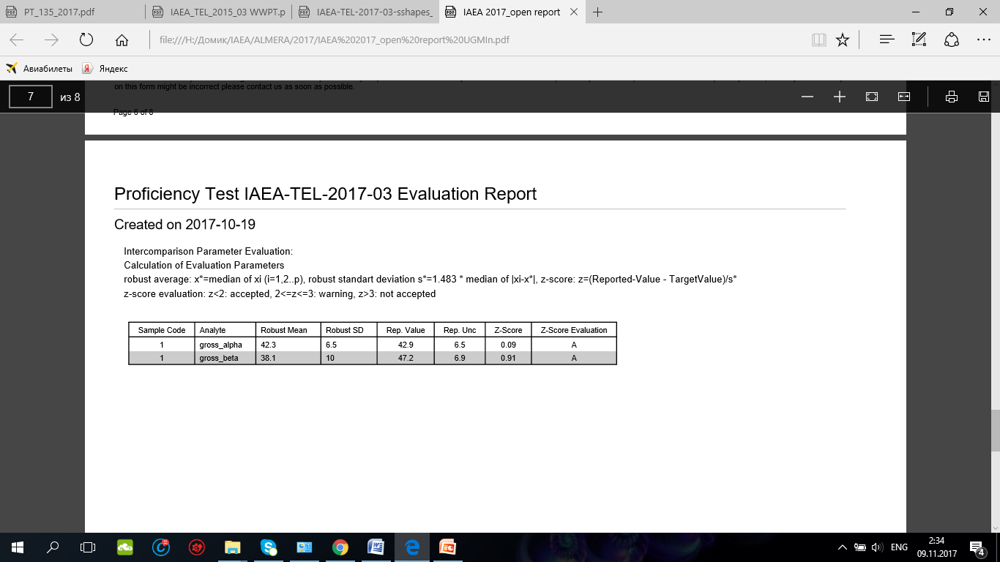 PT_135_2017.pdf
IAEA_TEL_2015_03 WWPT.p
IAEA-TEL-2017-03-sshapes_
IAEA 2017_open report
file:///H:/Домик/IAEA/ALMERA/2017/IAEA%202017_open%20report%20UGMIn.pdf
Авиабилеты
Яндекс
on this form might be incorrect please contact us as soon as possible.
7 из 8
Page 6 of 8
Proficiency Test IAEA-TEL-2017-03 Evaluation Report
Created on 2017-10-19
Intercomparison Parameter Evaluation:
Calculation of Evaluation Parameters
robust average: x*=median of xi (i=1,2..p), robust standart deviation s*=1.483 * median of |xi-x*|, z-score: z=(Reported-Value - TargetValue)/s*
z-score evaluation: z<2: accepted, 2<=z<=3: warning, z>3: not accepted
Sample Code Analyte Robust Mean Robust SD Rep. Value Rep. Unc Z-Score Z-Score Evaluation
1 gross_alpha 42.3 6.5 42.9 6.5 0.09 A
1 gross_beta 38.1 10 47.2 6.9 0.91 A
ENG
2:34
09.11.2017
4